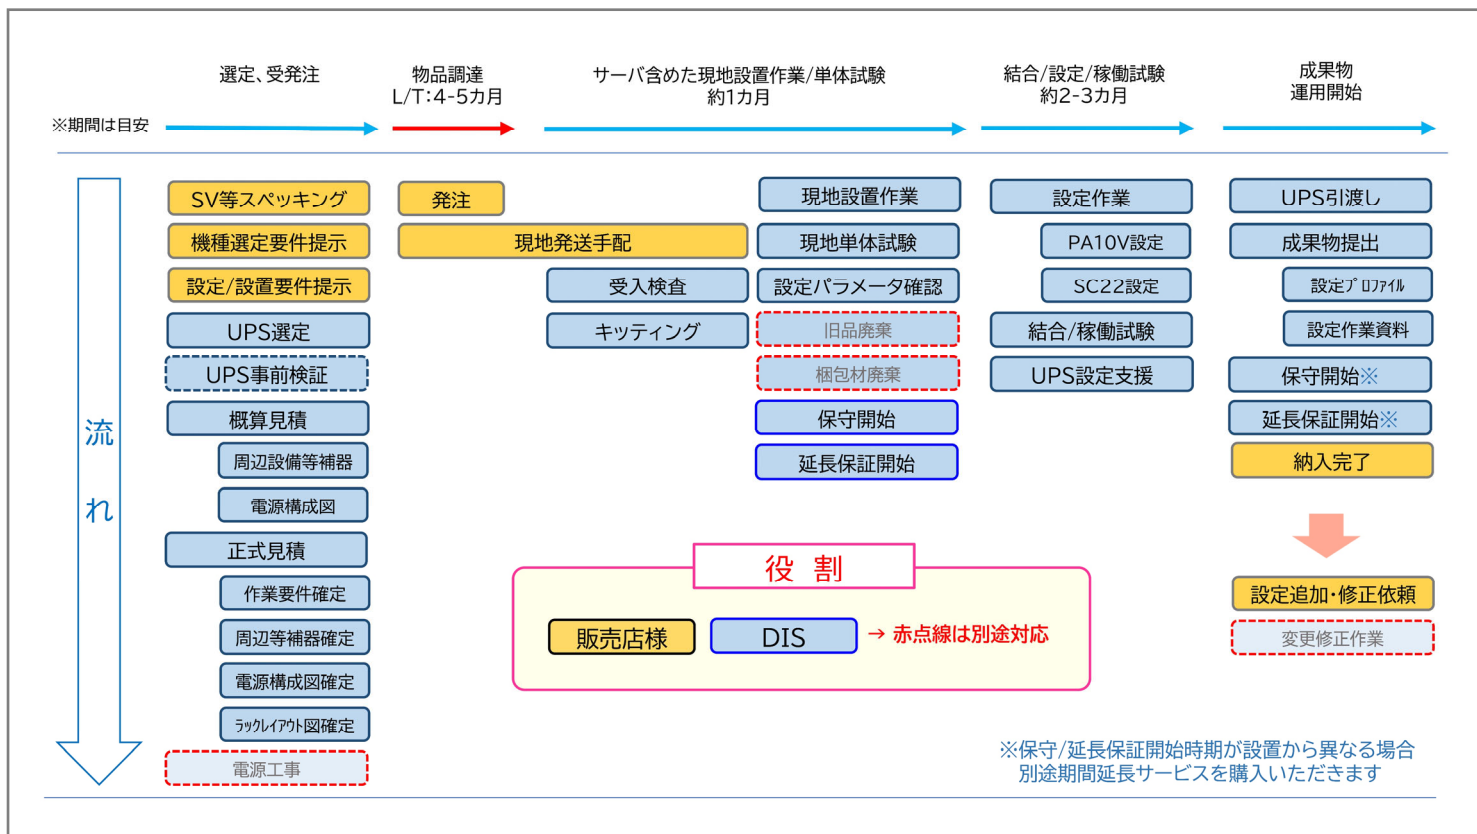 選定、受発注
物品調達
L/T：4-5カ月
サーバ含めた現地設置作業/単体試験
約1カ月
結合/設定/稼働試験
約2-3カ月
成果物
運用開始
※期間は目安
流れ
SV等スペッキング
機種選定要件提示
設定/設置要件提示
UPS選定
UPS事前検証
概算見積
周辺設備等補器
電源構成図
正式見積
作業要件確定
周辺等補器確定
電源構成図確定
ラックレイアウト図確定
電源工事
発注
現地発送手配
受入検査
キッティング
現地設置作業
現地単体試験
設定パラメータ確認
旧品廃棄
梱包材廃棄
保守開始
延長保証開始
設定作業
PA10V設定
SC22設定
結合/稼働試験
UPS設定支援
UPS引渡し
成果物提出
設定プロファイル
設定作業資料
保守開始※
延長保証開始※
納入完了
設定追加・修正依頼
変更修正作業
役割
販売店様
DIS
→ 赤点線は別途対応
※保守/延長保証開始時期が設置から異なる場合
別途期間延長サービスを購入いただきます